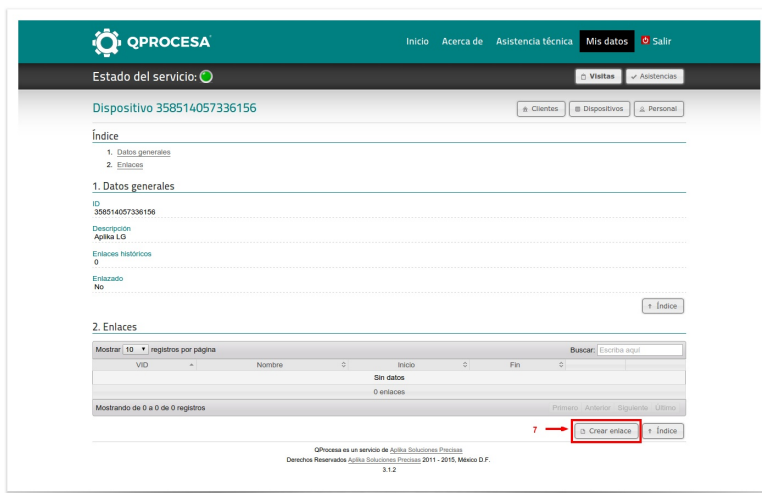 QPROCESA
Inicio Acerca de Asistencia técnica Mis datos Salir
Estado del servicio:
Visitas Asistencias
Dispositivo 358514057336156
Clientes Dispositivos Personal
Índice
1. Datos generales
2. Enlaces
1. Datos generales
ID
358514057336156
Descripción
Aplika LG
Enlaces históricos
0
Enlazado
No
↑ Índice
2. Enlaces
Mostrar 10 registros por página Buscar: Escriba aquí
VID Nombre Inicio Fin
Sin datos
0 enlaces
Mostrando de 0 a 0 de 0 registros Primero Anterior Siguiente Último
7 Crear enlace ↑ Índice
QProcesa es un servicio de Aplika Soluciones Precisas
Derechos Reservados Aplika Soluciones Precisas 2011 - 2015, México D.F.
3.1.2